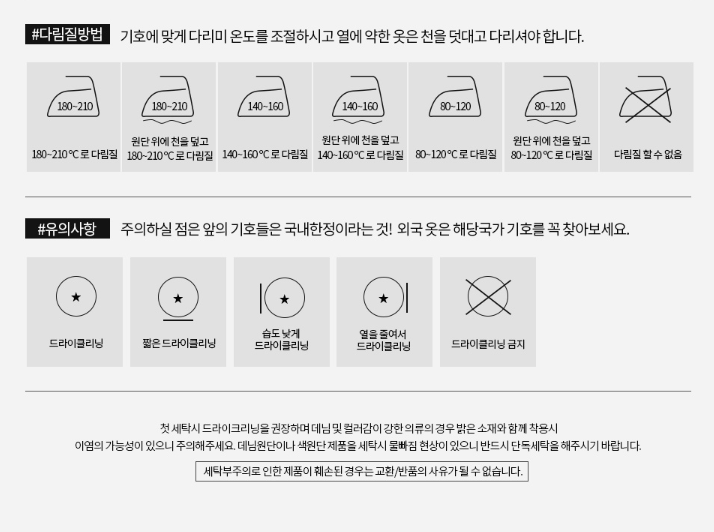 #다림질방법 기호에 맞게 다리미 온도를 조절하시고 열에 약한 옷은 천을 덧대고 다리셔야 합니다.
180~210 180~210 140~160 140~160 80~120 80~120
원단 위에 천을 덮고 원단 위에 천을 덮고 원단 위에 천을 덮고
180~210℃ 로 다림질 180~210℃ 로 다림질 140~160℃ 로 다림질 140~160℃ 로 다림질 80~120℃ 로 다림질 80~120℃ 로 다림질 다림질 할 수 없음
#유의사항 주의하실 점은 앞의 기호들은 국내한정이라는 것! 외국 옷은 해당국가 기호를 꼭 찾아보세요.
습도 낮게 열을 줄여서
드라이클리닝 짧은 드라이클리닝 드라이클리닝 드라이클리닝 드라이클리닝 금지
첫 세탁시 드라이크리닝을 권장하며 데님 및 컬러감이 강한 의류의 경우 밝은 소재와 함께 착용시
이염의 가능성이 있으니 주의해주세요. 데님원단이나 색원단 제품을 세탁시 물빠짐 현상이 있으니 반드시 단독세탁을 해주시기 바랍니다.
세탁부주의로 인한 제품이 훼손된 경우는 교환/반품의 사유가 될 수 없습니다.